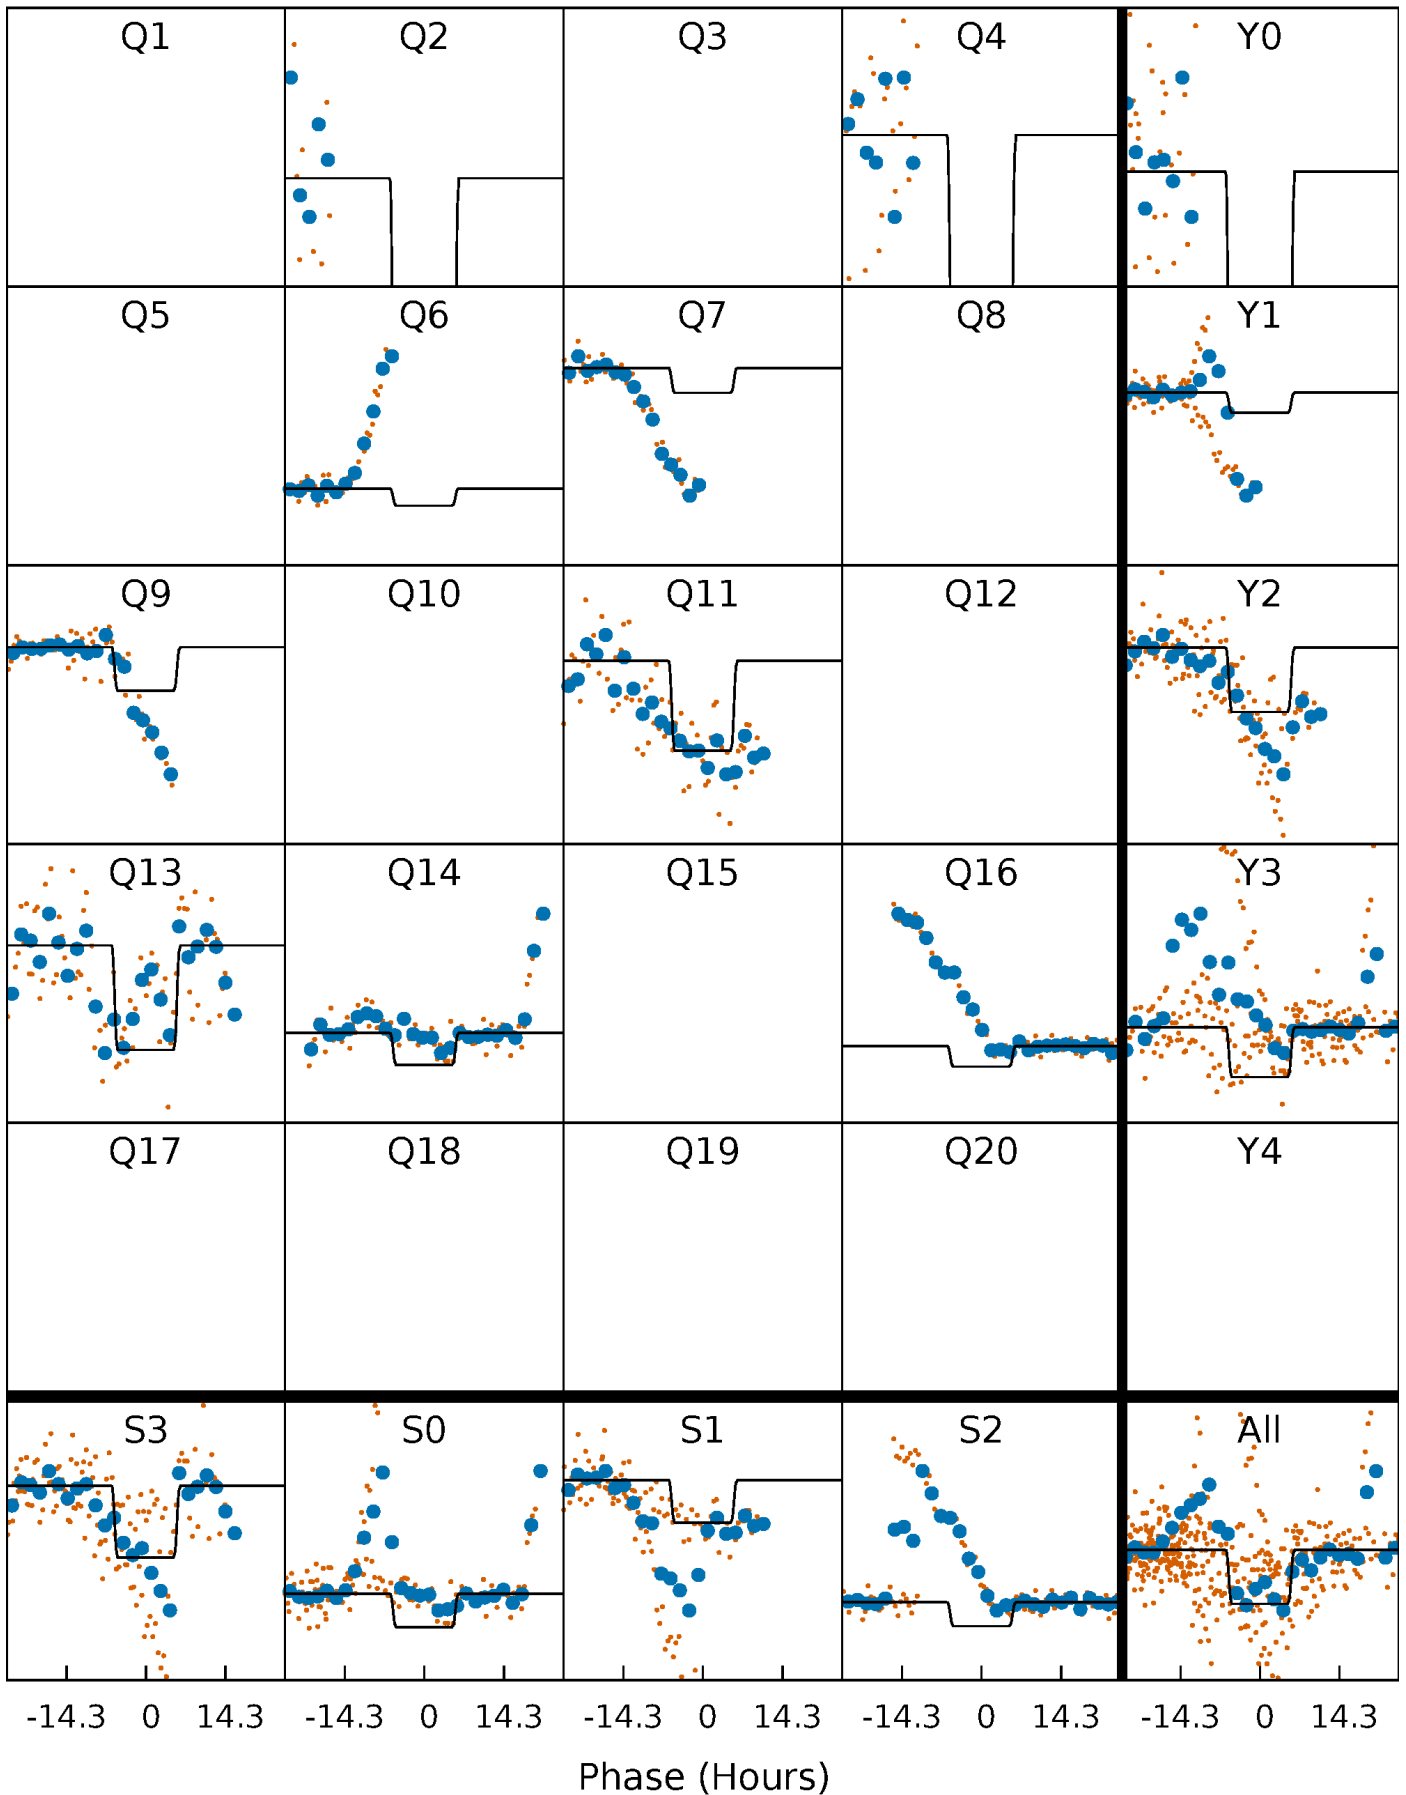 Q1 Q2 Q3 Q4 Y0
Q5 Q6 Q7 Q8 Y1
Q9 Q10 Q11 Q12 Y2
Q13 Q14 Q15 Q16 Y3
Q17 Q18 Q19 Q20 Y4
S3 S0 S1 S2 All
-14.3 0 14.3 -14.3 0 14.3 -14.3 0 14.3 -14.3 0 14.3 -14.3 0 14.3
Phase (Hours)